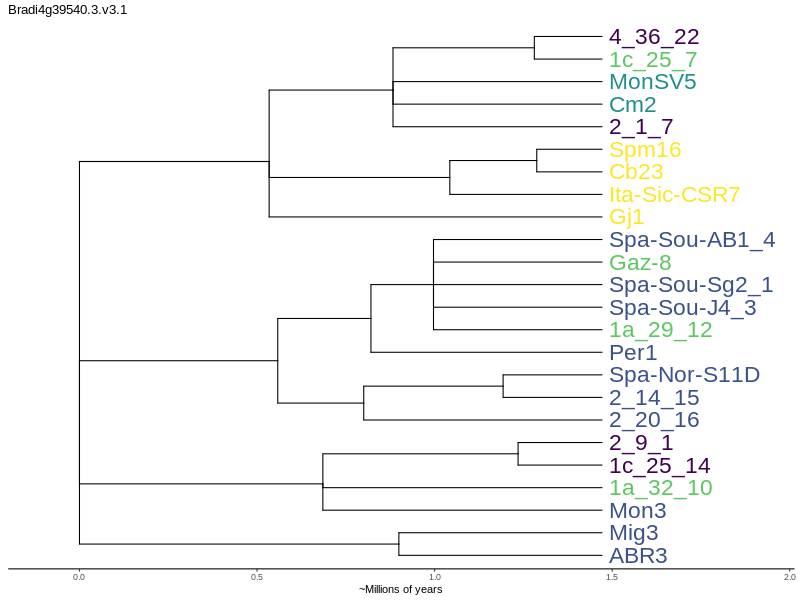 Bradi4g39540.3.v3.1
4_36_22
1c_25_7
MonSV5
Cm2
2_1_7
Spm16
Cb23
Ita-Sic-CSR7
Gj1
Spa-Sou-AB1_4
Gaz-8
Spa-Sou-Sg2_1
Spa-Sou-J4_3
1a_29_12
Per1
Spa-Nor-S11D
2_14_15
2_20_16
2_9_1
1c_25_14
1a_32_10
Mon3
Mig3
ABR3
0.0 0.5 1.0 1.5 2.0
~Millions of years